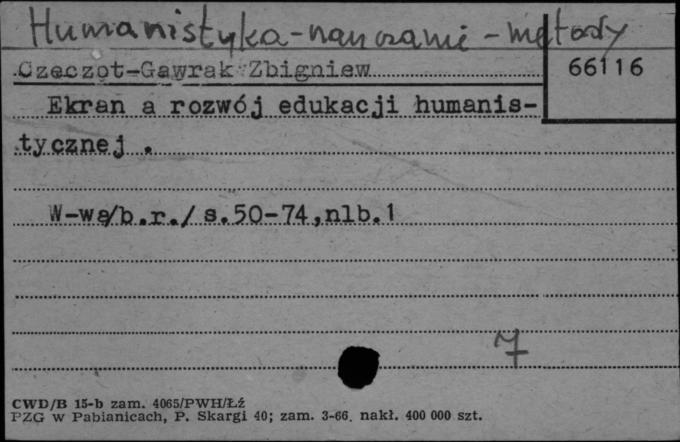 Humanistyka - nauczanie - metody
Czeczot-Gawrak Zbigniew
66116
Ekran a rozwój edukacji humanis-
tycznej .
W-wa/b.r./ s.50-74,nlb.1
7
CWD/B 15-b zam. 4065/PWH/Łź
PZG w Pabianicach, P. Skargi 40; zam. 3-66. nakł. 400 000 szt.